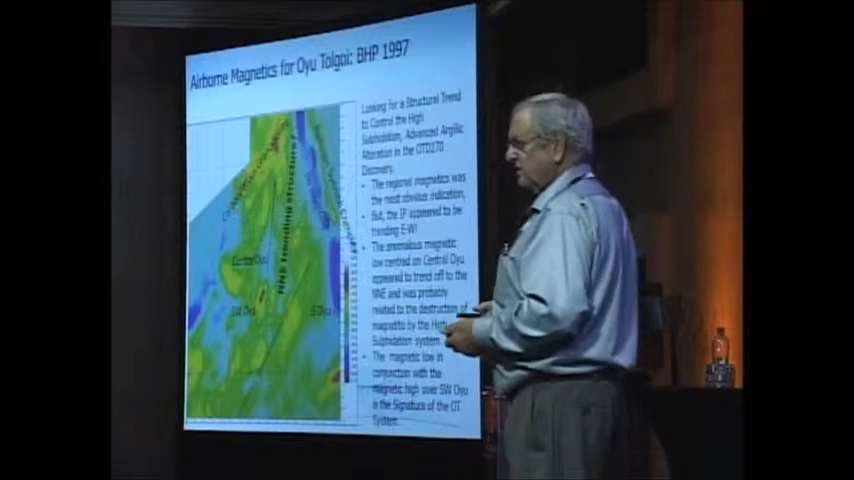 Airborne Magnetics for Oyu Tolgoi: BHP 1997
Looking for a Structural Trend
to Control the High
Sulphidation, Advanced Argillic
Alteration in the OTD270
Discovery.
• The regional magnetics was
the most obvious indication,
• But, the IP appeared to be
trending E-W!
• The anomalous magnetic
low centred on Central Oyu
appeared to trend off to the
NNE and was probably
related to the destruction of
magnetite by the High
Sulphidation system
• The magnetic low in
conjunction with the
magnetic high over SW Oyu
is the Signature of the OT
System.
NNE trending structure
Central Oyu
SW Oyu
S Oyu